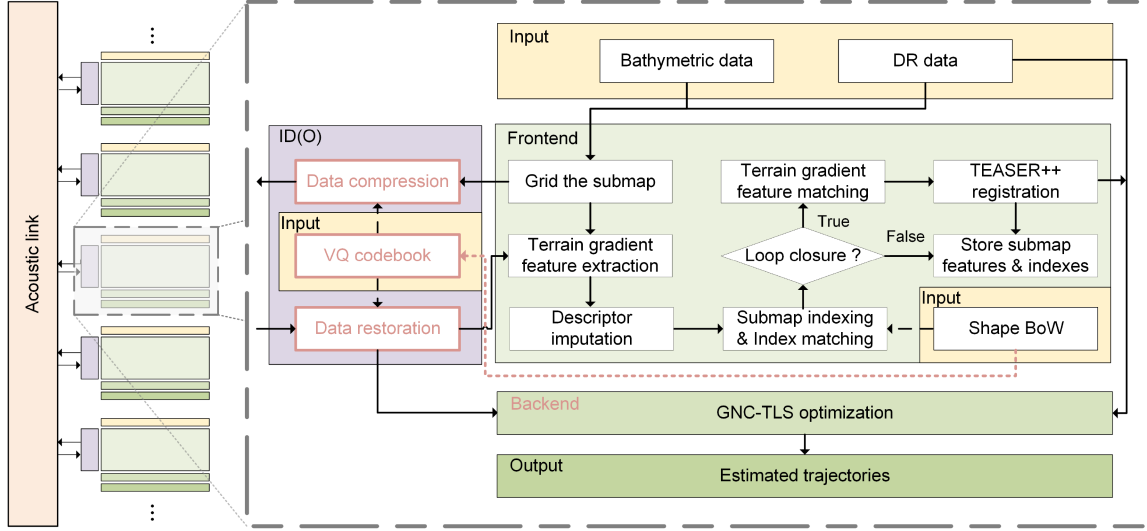 Acoustic link
Input
Bathymetric data
DR data
ID(O)
Data compression
Input
VQ codebook
Data restoration
Frontend
Grid the submap
Terrain gradient
feature extraction
Descriptor
imputation
Terrain gradient
feature matching
True
Loop closure ?
False
Submap indexing
& Index matching
TEASER++
registration
Store submap
features & indexes
Input
Shape BoW
Backend
GNC-TLS optimization
Output
Estimated trajectories